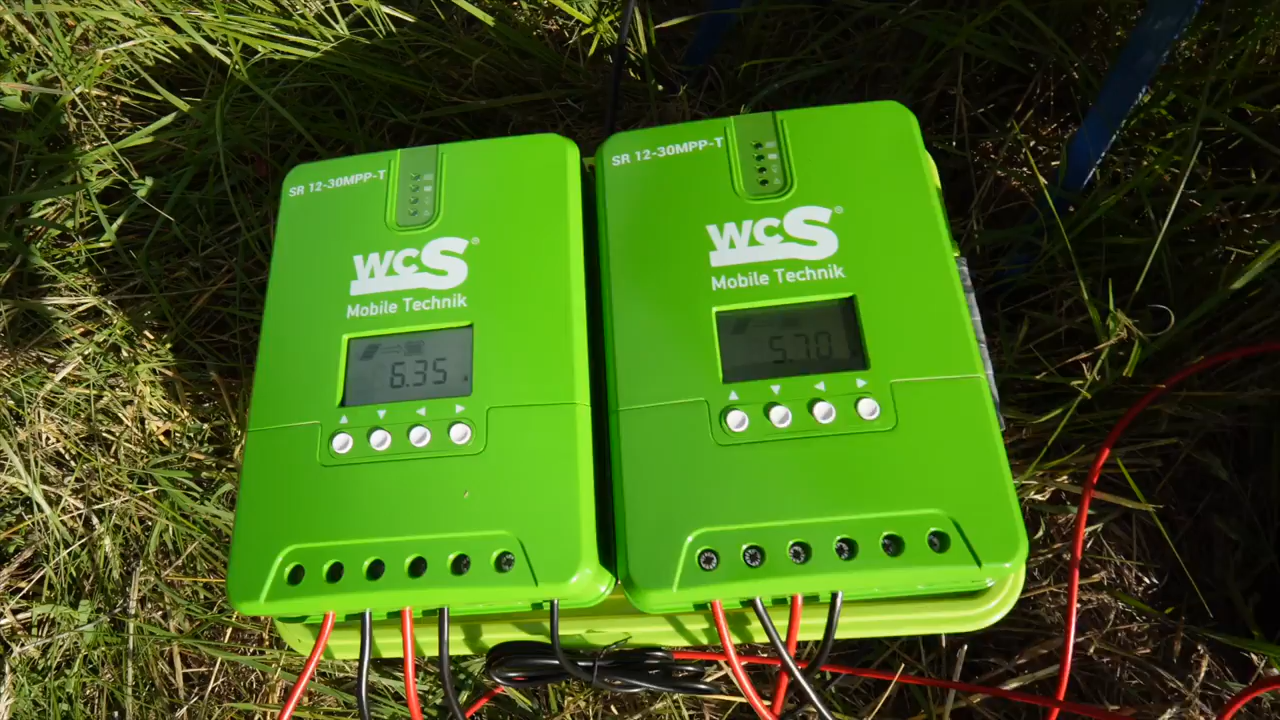 SR 12-30MPP-T
WCS®
Mobile Technik
6.35
SR 12-30MPP-T
WCS®
Mobile Technik
5.70